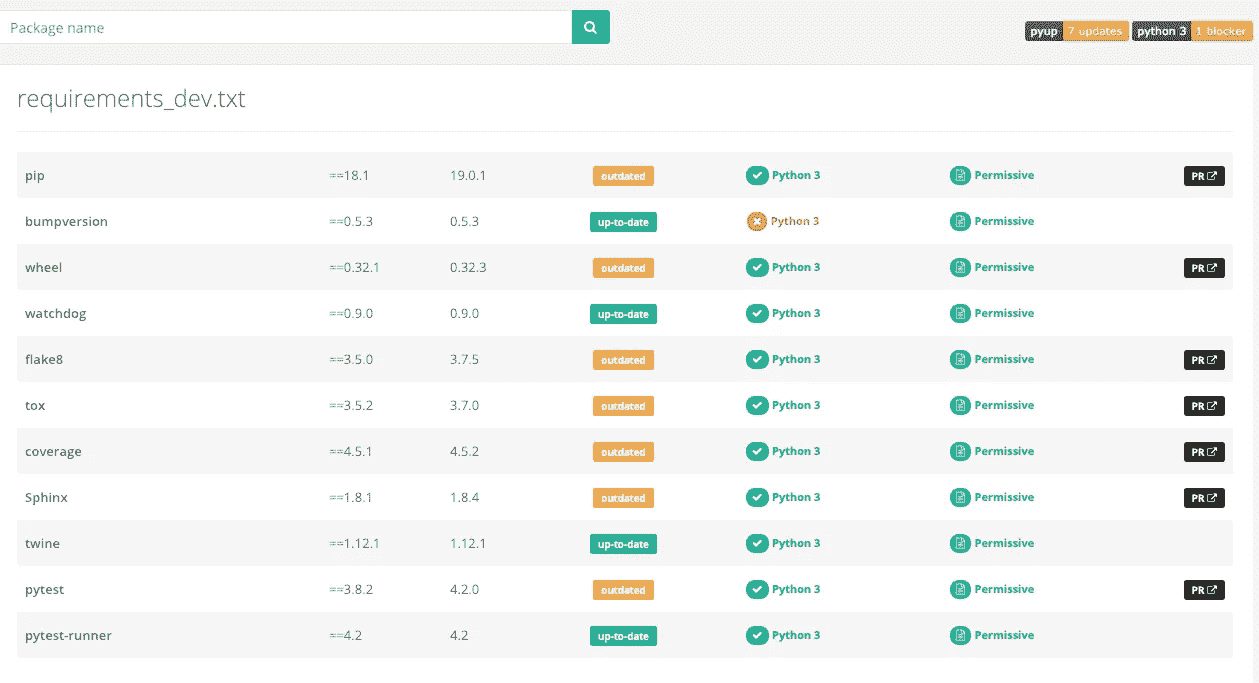 Package name
pyup 7 updates python 3 1 blocker
requirements_dev.txt
pip ==18.1 19.0.1 outdated Python 3 Permissive PR
bumpversion ==0.5.3 0.5.3 up-to-date Python 3 Permissive
wheel ==0.32.1 0.32.3 outdated Python 3 Permissive PR
watchdog ==0.9.0 0.9.0 up-to-date Python 3 Permissive
flake8 ==3.5.0 3.7.5 outdated Python 3 Permissive PR
tox ==3.5.2 3.7.0 outdated Python 3 Permissive PR
coverage ==4.5.1 4.5.2 outdated Python 3 Permissive PR
Sphinx ==1.8.1 1.8.4 outdated Python 3 Permissive PR
twine ==1.12.1 1.12.1 up-to-date Python 3 Permissive
pytest ==3.8.2 4.2.0 outdated Python 3 Permissive PR
pytest-runner ==4.2 4.2 up-to-date Python 3 Permissive